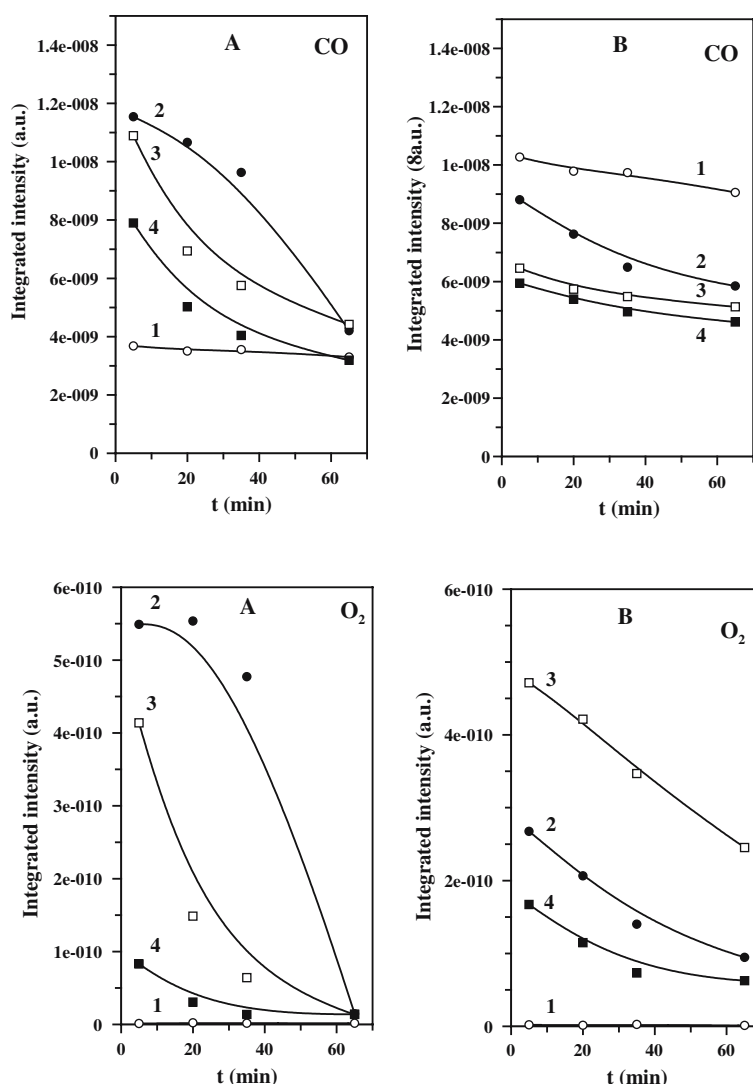 A CO
Integrated intensity (a.u.)
1.4e-008
1.2e-008
1e-008
8e-009
6e-009
4e-009
2e-009
0
2
3
4
1
0 20 40 60
t (min)
B CO
Integrated intensity (8a.u.)
1.4e-008
1.2e-008
1e-008
8e-009
6e-009
4e-009
2e-009
0
1
2
3
4
0 20 40 60
t (min)
A O2
Integrated intensity (a.u.)
6e-010
5e-010
4e-010
3e-010
2e-010
1e-010
0
2
3
4
1
0 20 40 60
t (min)
B O2
Integrated intensity (a.u.)
6e-010
4e-010
2e-010
0
3
2
4
1
0 20 40 60
t (min)